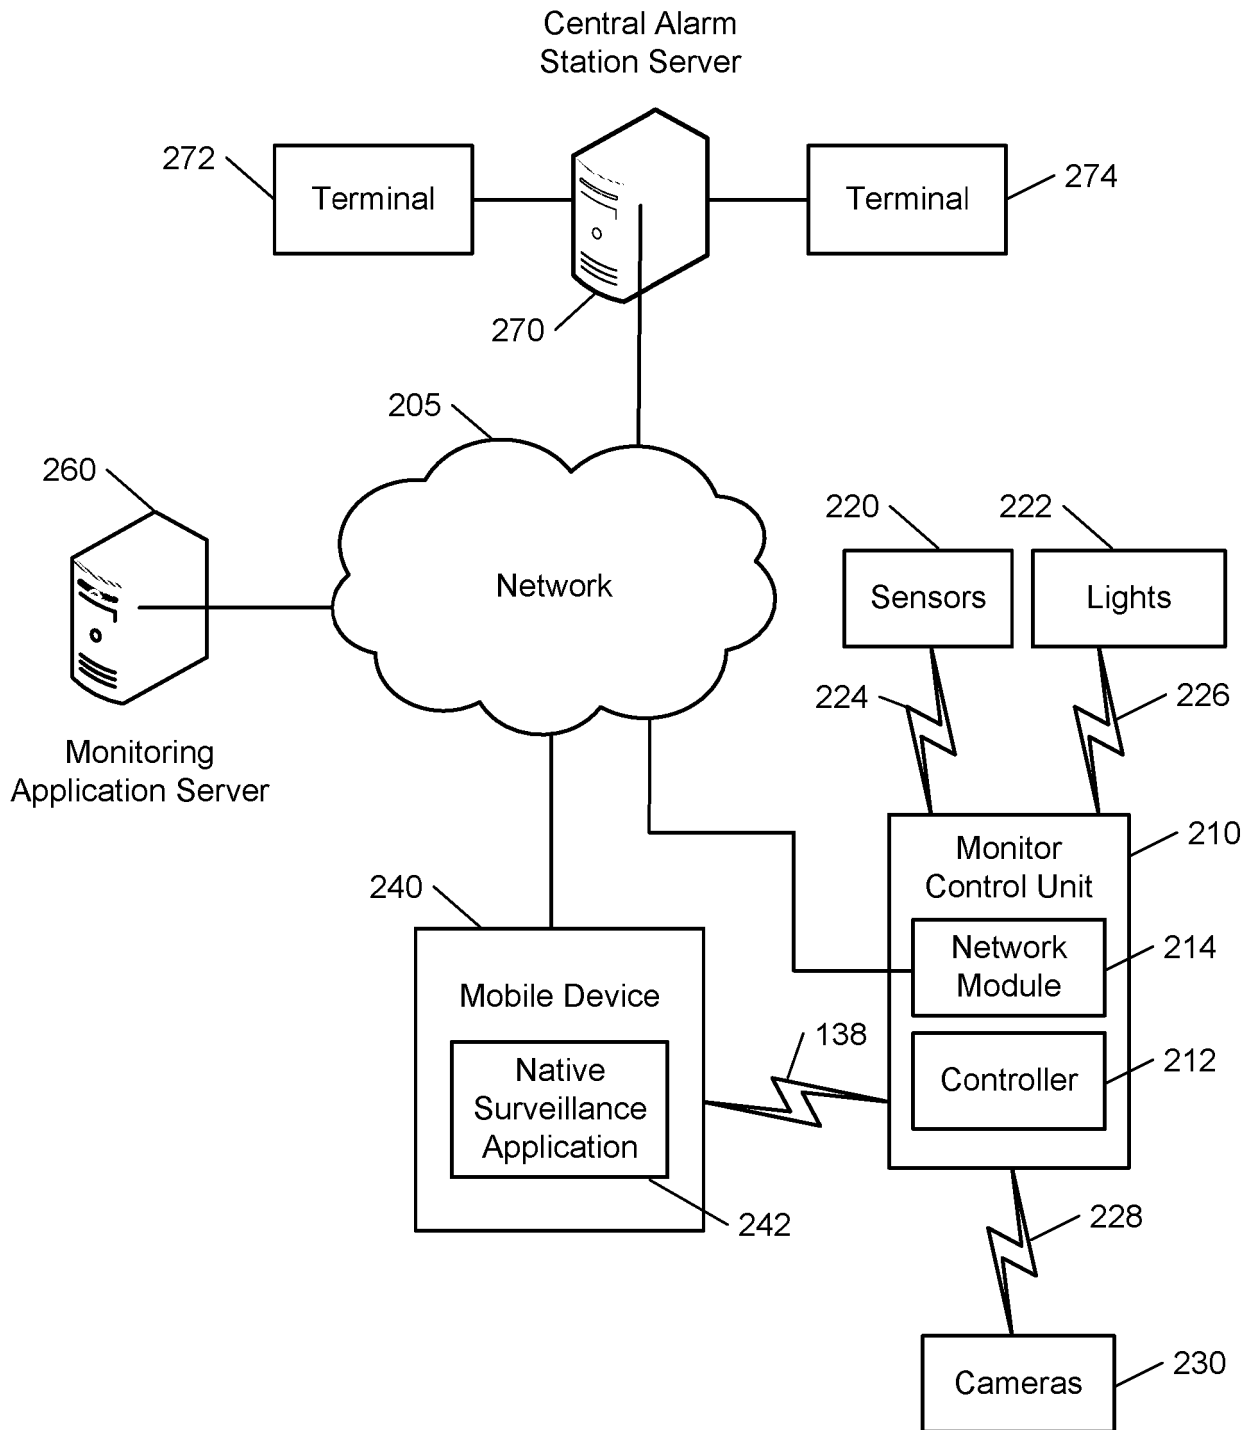 Central Alarm
Station Server
272
Terminal
Terminal
274
270
205
260
Network
220
222
Sensors
Lights
224
226
Monitoring
Application Server
210
Monitor
Control Unit
240
Network
Module
214
Mobile Device
138
Controller
212
Native
Surveillance
Application
242
228
Cameras
230